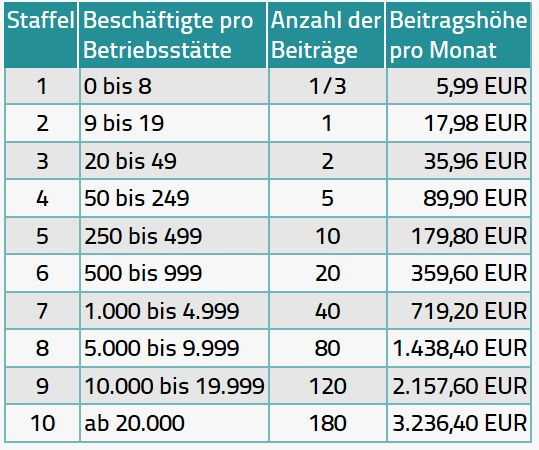 Staffel Beschäftigte pro Betriebsstätte Anzahl der Beiträge Beitragshöhe pro Monat
1 0 bis 8 1/3 5,99 EUR
2 9 bis 19 1 17,98 EUR
3 20 bis 49 2 35,96 EUR
4 50 bis 249 5 89,90 EUR
5 250 bis 499 10 179,80 EUR
6 500 bis 999 20 359,60 EUR
7 1.000 bis 4.999 40 719,20 EUR
8 5.000 bis 9.999 80 1.438,40 EUR
9 10.000 bis 19.999 120 2.157,60 EUR
10 ab 20.000 180 3.236,40 EUR